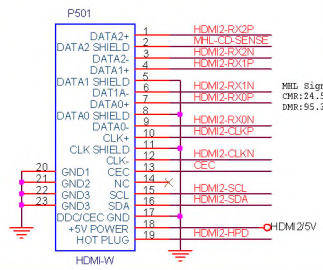 P501
DATA2+ 1 HDMI2-RX2P
DATA2 SHIELD 2 MHL-CD-SENSE
DATA2- 3 HDMI2-RX2N
DATA1+ 4 HDMI2-RX1P
DATA1 SHIELD 5
DAT1A- 6 HDMI2-RX1N MHL Sign
DATA0+ 7 HDMI2-RX0P CMR:24.5
DATA0 SHIELD 8 DMR:95.3
DATA0- 9 HDMI2-RX0N
CLK+ 10 HDMI2-CLKP
CLK SHIELD 11
CLK- 12 HDMI2-CLKN
20 GND1 CEC 13 CEC
21 GND2 NC 14
22 GND3 SCL 15 HDMI2-SCL
23 GND3 SDA 16 HDMI2-SDA
DDC/CEC GND 17
+5V POWER 18 HDMI2/5V
HOT PLUG 19 HDMI2-HPD
HDMI-W